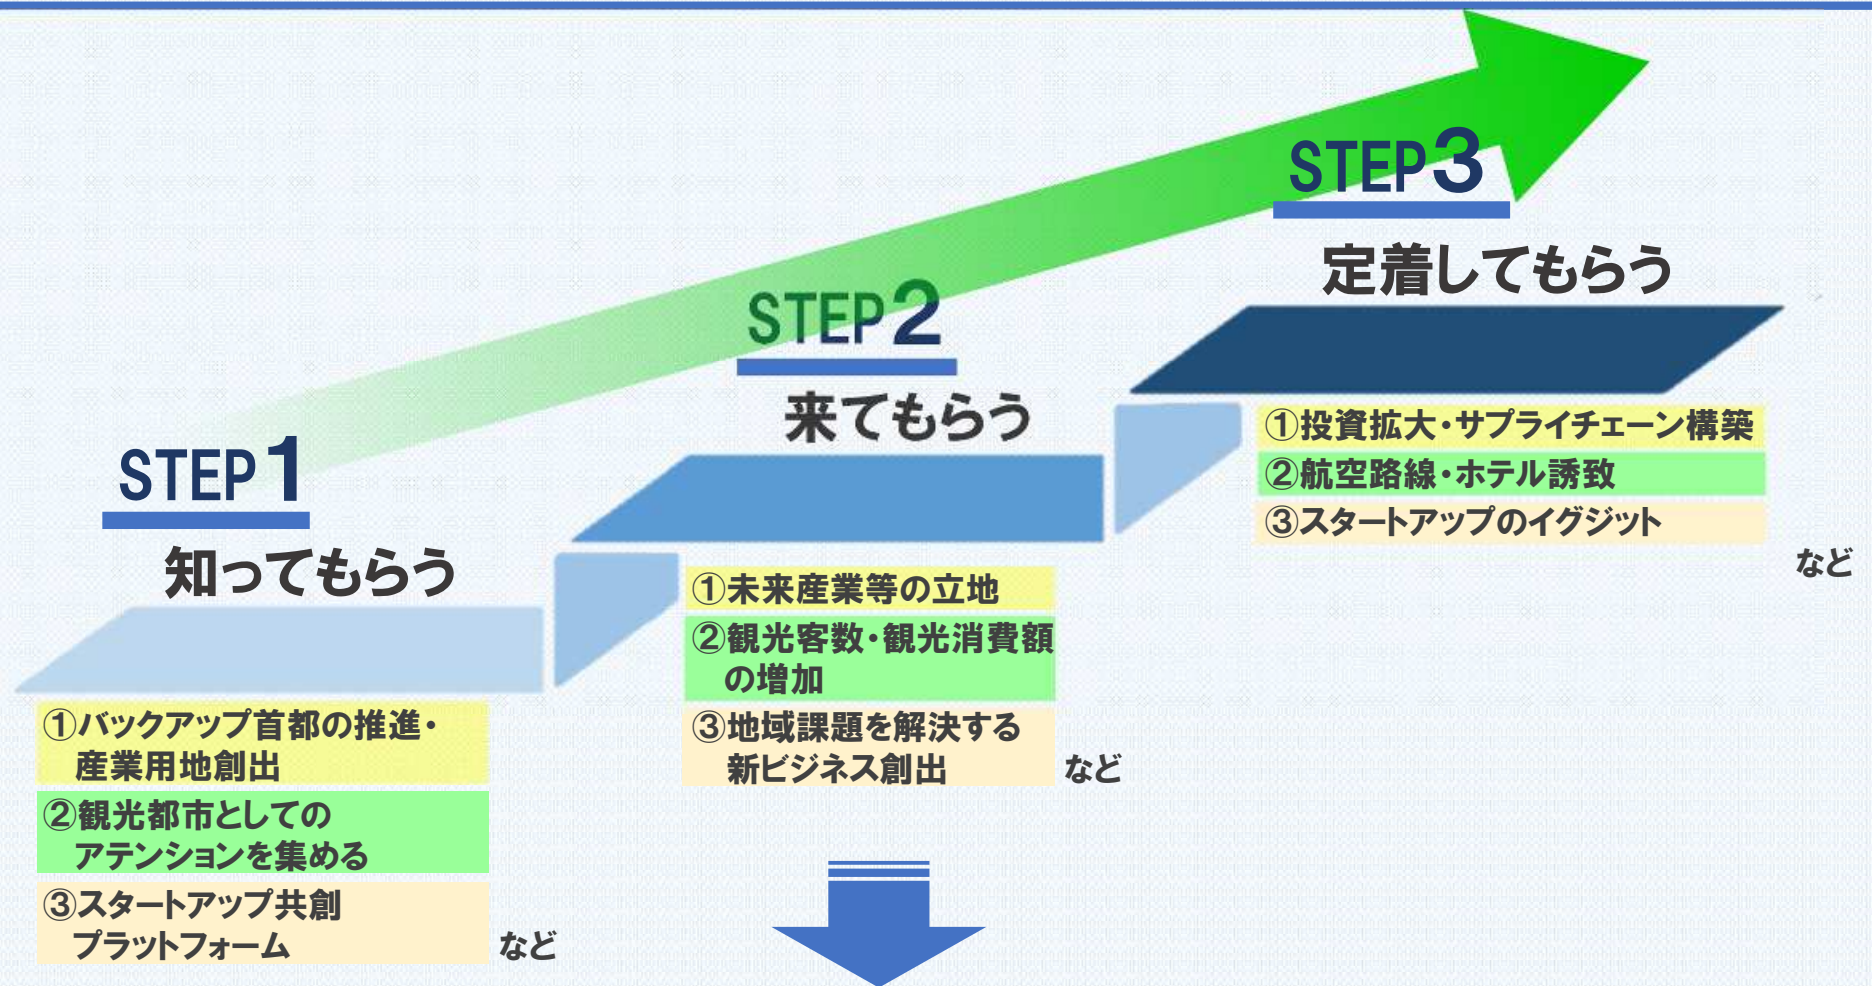 STEP1
知ってもらう
①バックアップ首都の推進・
産業用地創出
②観光都市としての
アテンションを集める
③スタートアップ共創
プラットフォーム
など
STEP2
来てもらう
①未来産業等の立地
②観光客数・観光消費額
の増加
③地域課題を解決する
新ビジネス創出
など
STEP3
定着してもらう
①投資拡大・サプライチェーン構築
②航空路線・ホテル誘致
③スタートアップのイグジット
など